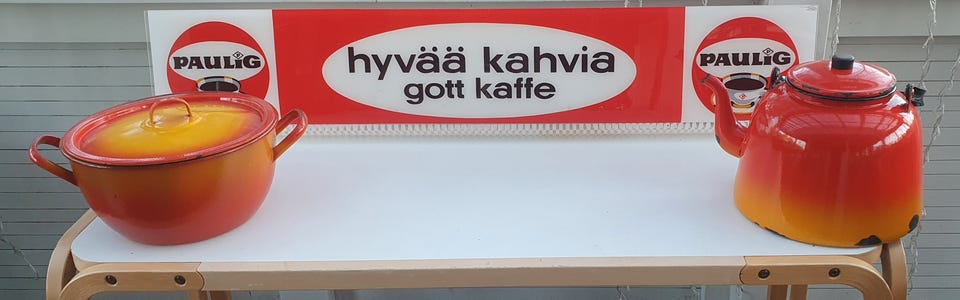 PAULIG
hyvää kahvia
gott kaffe
PAULIG